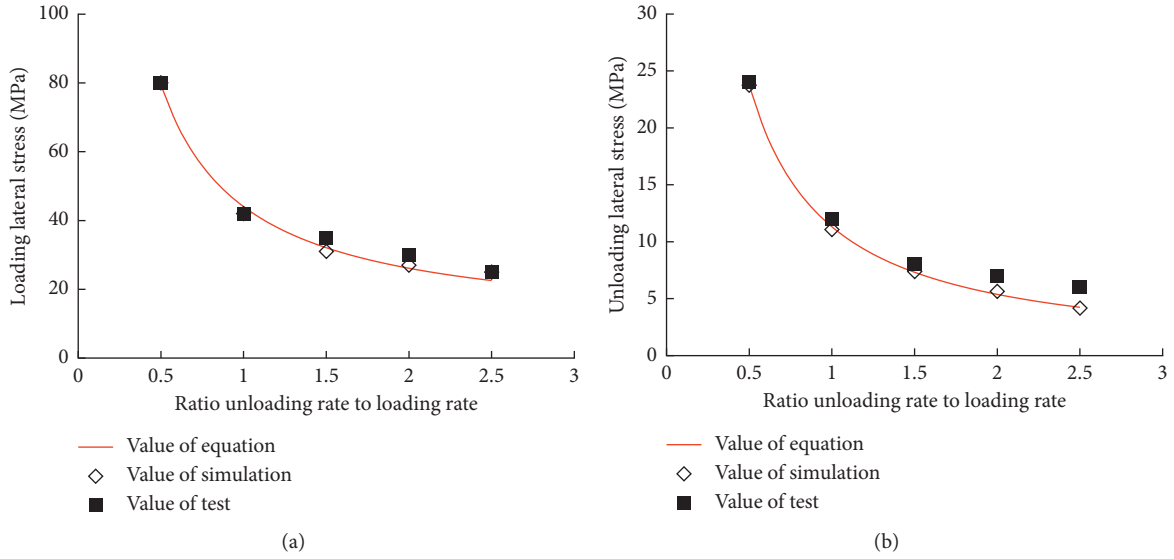 100
80
60
40
20
0
Loading lateral stress (MPa)
0
0.5
1
1.5
2
2.5
3
Ratio unloading rate to loading rate
Value of equation
Value of simulation
Value of test
(a)
30
25
20
15
10
5
0
Unloading lateral stress (MPa)
0
0.5
1
1.5
2
2.5
3
Ratio unloading rate to loading rate
Value of equation
Value of simulation
Value of test
(b)